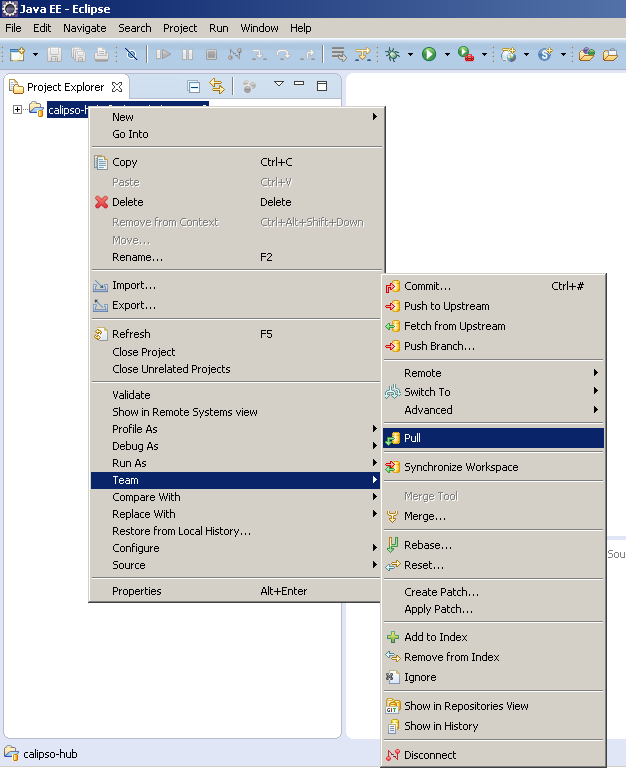 Java EE - Eclipse
File Edit Navigate Search Project Run Window Help
Project Explorer
calipso-h
New
Go Into
Copy Ctrl+C
Paste Ctrl+V
Delete Delete
Remove from Context Ctrl+Alt+Shift+Down
Move...
Rename... F2
Import...
Export...
Refresh F5
Close Project
Close Unrelated Projects
Validate
Show in Remote Systems view
Profile As
Debug As
Run As
Team
Compare With
Replace With
Restore from Local History...
Configure
Source
Properties Alt+Enter
Commit... Ctrl+#
Push to Upstream
Fetch from Upstream
Push Branch...
Remote
Switch To
Advanced
Pull
Synchronize Workspace
Merge Tool
Merge...
Rebase...
Reset...
Create Patch...
Apply Patch...
Add to Index
Remove from Index
Ignore
GIT Show in Repositories View
Show in History
Disconnect
Sou
calipso-hub